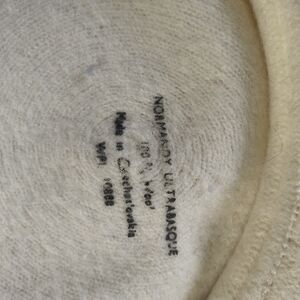 NORMANDY ULTRABASQUE
100 % Wool
Made in Czechoslovakia
WPL 10888